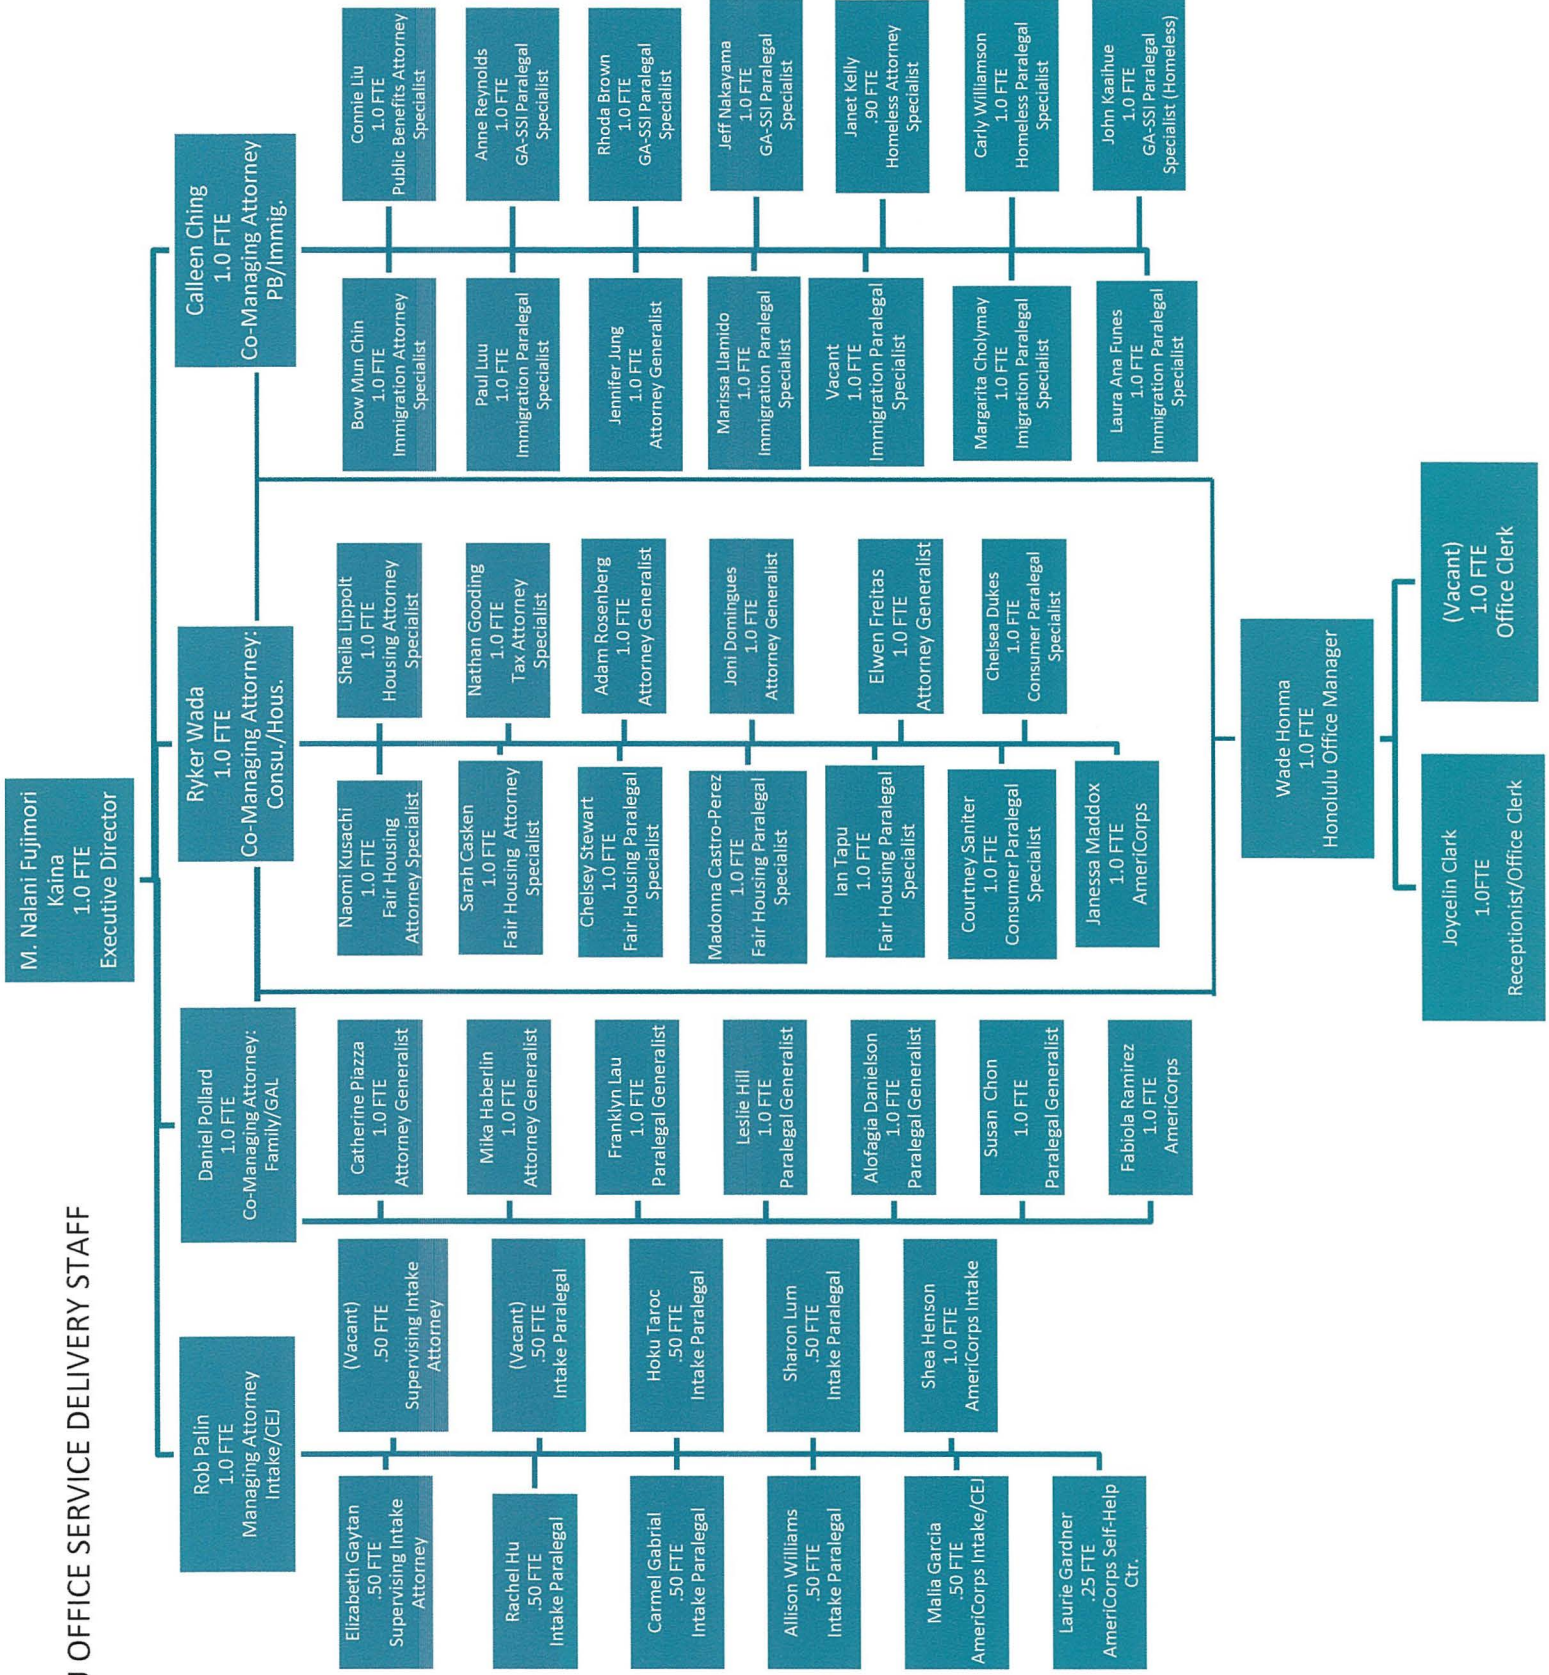 OFFICE SERVICE DELIVERY STAFF
M. Nalani Fujimori
Kaina
1.0 FTE
Executive Director
Rob Palin
1.0 FTE
Managing Attorney
Intake/CEJ
Daniel Pollard
1.0 FTE
Co-Managing Attorney:
Family/GAL
Ryker Wada
1.0 FTE
Co-Managing Attorney:
Consu./Hous.
Calleen Ching
1.0 FTE
Co-Managing Attorney
PB/Immig.
Elizabeth Gaytan
.50 FTE
Supervising Intake
Attorney
(Vacant)
.50 FTE
Supervising Intake
Attorney
Rachel Hu
.50 FTE
Intake Paralegal
(Vacant)
.50 FTE
Intake Paralegal
Carmel Gabrial
.50 FTE
Intake Paralegal
Hoku Taroc
.50 FTE
Intake Paralegal
Allison Williams
.50 FTE
Intake Paralegal
Sharon Lum
.50 FTE
Intake Paralegal
Malia Garcia
.50 FTE
AmeriCorps Intake/CEJ
Shea Henson
1.0 FTE
AmeriCorps Intake
Laurie Gardner
.25 FTE
AmeriCorps Self-Help
Ctr.
Catherine Piazza
1.0 FTE
Attorney Generalist
Mika Haberlin
1.0 FTE
Attorney Generalist
Franklyn Lau
1.0 FTE
Paralegal Generalist
Leslie Hill
1.0 FTE
Paralegal Generalist
Alofagia Danielson
1.0 FTE
Paralegal Generalist
Susan Chon
1.0 FTE
Paralegal Generalist
Fabiola Ramirez
1.0 FTE
AmeriCorps
Naomi Kusachi
1.0 FTE
Fair Housing
Attorney Specialist
Sheila Lippolt
1.0 FTE
Housing Attorney
Specialist
Sarah Casken
1.0 FTE
Fair Housing Attorney
Specialist
Nathan Gooding
1.0 FTE
Tax Attorney
Specialist
Chelsey Stewart
1.0 FTE
Fair Housing Paralegal
Specialist
Adam Rosenberg
1.0 FTE
Attorney Generalist
Madonna Castro-Perez
1.0 FTE
Fair Housing Paralegal
Specialist
Joni Domingues
1.0 FTE
Attorney Generalist
Ian Tapu
1.0 FTE
Fair Housing Paralegal
Specialist
Elwen Freitas
1.0 FTE
Attorney Generalist
Courtney Saniter
1.0 FTE
Consumer Paralegal
Specialist
Chelsea Dukes
1.0 FTE
Consumer Paralegal
Specialist
Janessa Maddox
1.0 FTE
AmeriCorps
Bow Mun Chin
1.0 FTE
Immigration Attorney
Specialist
Connie Liu
1.0 FTE
Public Benefits Attorney
Specialist
Paul Luu
1.0 FTE
Immigration Paralegal
Specialist
Anne Reynolds
1.0 FTE
GA-SSI Paralegal
Specialist
Jennifer Jung
1.0 FTE
Attorney Generalist
Rhoda Brown
1.0 FTE
GA-SSI Paralegal
Specialist
Marissa Llamido
1.0 FTE
Immigration Paralegal
Specialist
Jeff Nakayama
1.0 FTE
GA-SSI Paralegal
Specialist
Vacant
1.0 FTE
Immigration Paralegal
Specialist
Janet Kelly
.90 FTE
Homeless Attorney
Specialist
Margarita Cholymay
1.0 FTE
Imigration Paralegal
Specialist
Carly Williamson
1.0 FTE
Homeless Paralegal
Specialist
Laura Ana Funes
1.0 FTE
Immigration Paralegal
Specialist
John Kaaihue
1.0 FTE
GA-SSI Paralegal
Specialist (Homeless)
Wade Honma
1.0 FTE
Honolulu Office Manager
Joycelin Clark
1.0FTE
Receptionist/Office Clerk
(Vacant)
1.0 FTE
Office Clerk